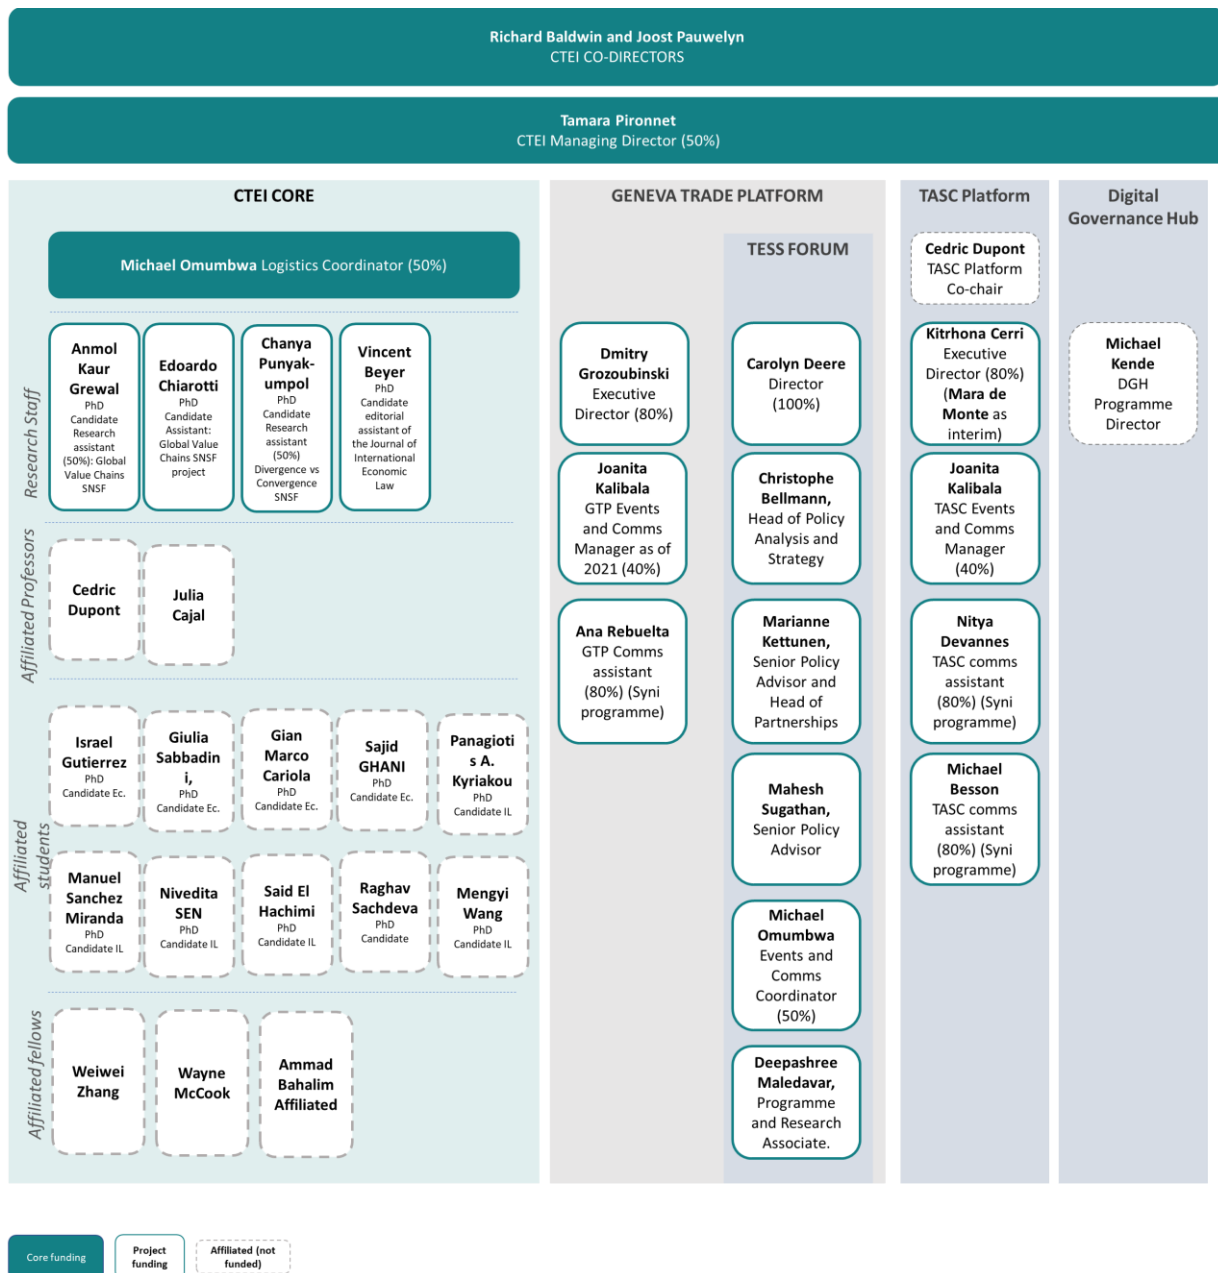 Richard Baldwin and Joost Pauwelyn
CTEI CO-DIRECTORS
Tamara Pironnet
CTEI Managing Director (50%)
CTEI CORE
Michael Omumbwa Logistics Coordinator (50%)
Research Staff
Anmol
Kaur
Grewal
PhD
Candidate
Research
assistant
(50%): Global
Value Chains
SNSF
Edoardo
Chiarotti
PhD
Candidate
Assistant:
Global Value
Chains SNSF
project
Chanya
Punyak-
umpol
PhD
Candidate
Research
assistant
(50%)
Divergence vs
Convergence
SNSF
Vincent
Beyer
PhD
Candidate
editorial
assistant of
the Journal of
International
Economic
Law
Affiliated Professors
Cedric
Dupont
Julia
Cajal
Affiliated
students
Israel
Gutierrez
PhD
Candidate Ec.
Giulia
Sabbadin
i,
PhD
Candidate Ec.
Gian
Marco
Cariola
PhD
Candidate Ec.
Sajid
GHANI
PhD
Candidate Ec.
Panagioti
s A.
Kyriakou
PhD
Candidate IL
Manuel
Sanchez
Miranda
PhD
Candidate IL
Nivedita
SEN
PhD
Candidate IL
Said El
Hachimi
PhD
Candidate IL
Raghav
Sachdeva
PhD
Candidate
Mengyi
Wang
PhD
Candidate IL
Affiliated fellows
Weiwei
Zhang
Wayne
McCook
Ammad
Bahalim
Affiliated
GENEVA TRADE PLATFORM
Dmitry
Grozoubinski
Executive
Director (80%)
Joanita
Kalibala
GTP Events
and Comms
Manager as of
2021 (40%)
Ana Rebuelta
GTP Comms
assistant
(80%) (Syni
programme)
TESS FORUM
Carolyn Deere
Director
(100%)
Christophe
Bellmann,
Head of Policy
Analysis and
Strategy
Marianne
Kettunen,
Senior Policy
Advisor and
Head of
Partnerships
Mahesh
Sugathan,
Senior Policy
Advisor
Michael
Omumbwa
Events and
Comms
Coordinator
(50%)
Deepashree
Maledavar,
Programme
and Research
Associate.
TASC Platform
Cedric Dupont
TASC Platform
Co-chair
Kitrhona Cerri
Executive
Director (80%)
(Mara de
Monte as
interim)
Joanita
Kalibala
TASC Events
and Comms
Manager
(40%)
Nitya
Devannes
TASC comms
assistant
(80%) (Syni
programme)
Michael
Besson
TASC comms
assistant
(80%) (Syni
programme)
Digital
Governance Hub
Michael
Kende
DGH
Programme
Director
Core funding
Project
funding
Affiliated (not
funded)